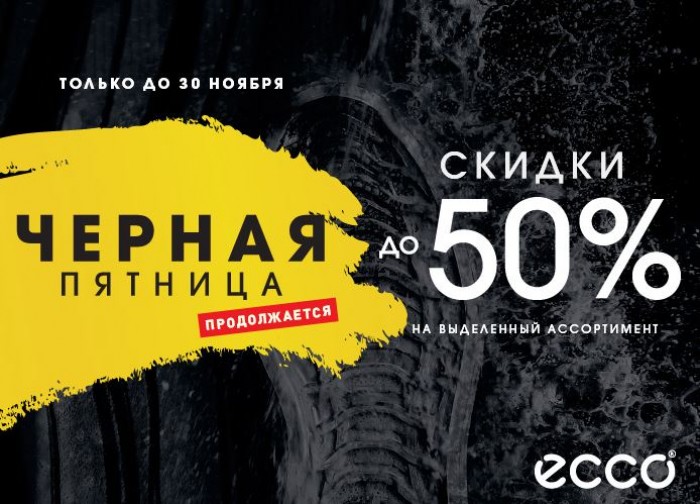 ТОЛЬКО ДО 30 НОЯБРЯ
ЧЕРНАЯ
ПЯТНИЦА
ПРОДОЛЖАЕТСЯ
СКИДКИ
ДО 50%
НА ВЫДЕЛЕННЫЙ АССОРТИМЕНТ
ecco®